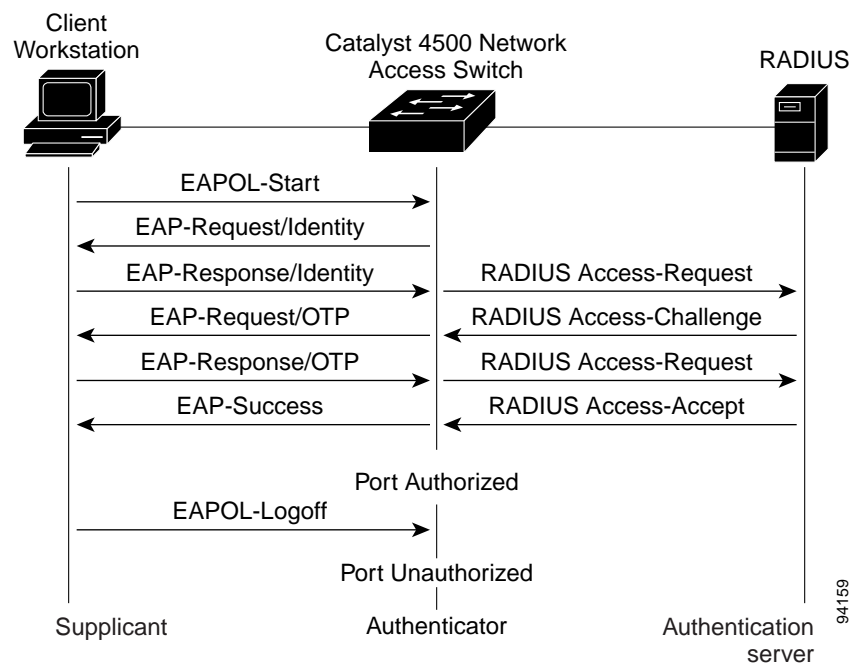 Client
Workstation
Catalyst 4500 Network
Access Switch
RADIUS
EAPOL-Start
EAP-Request/Identity
EAP-Response/Identity
RADIUS Access-Request
EAP-Request/OTP
RADIUS Access-Challenge
EAP-Response/OTP
RADIUS Access-Request
EAP-Success
RADIUS Access-Accept
Port Authorized
EAPOL-Logoff
Port Unauthorized
Supplicant
Authenticator
Authentication
server
94159